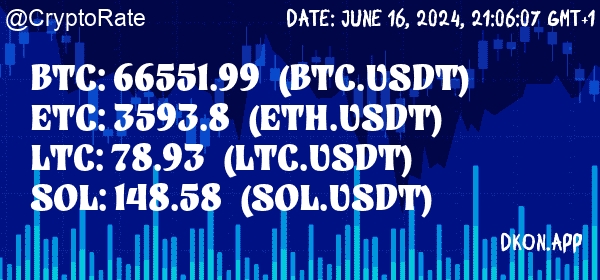 @CryptoRate
DATE: JUNE 16, 2024, 21:06:07 GMT+1
BTC: 66551.99 (BTC.USDT)
ETC: 3593.8 (ETH.USDT)
LTC: 78.93 (LTC.USDT)
SOL: 148.58 (SOL.USDT)
DKON.APP